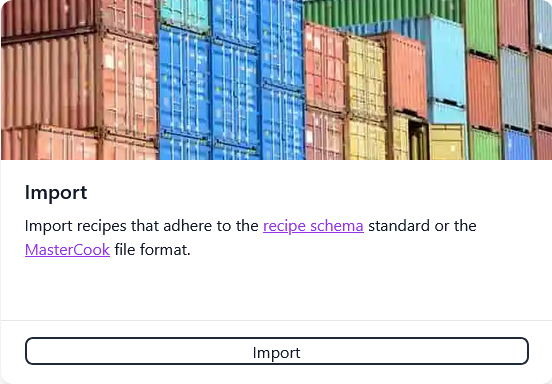 Import
Import recipes that adhere to the recipe schema standard or the
MasterCook file format.
Import